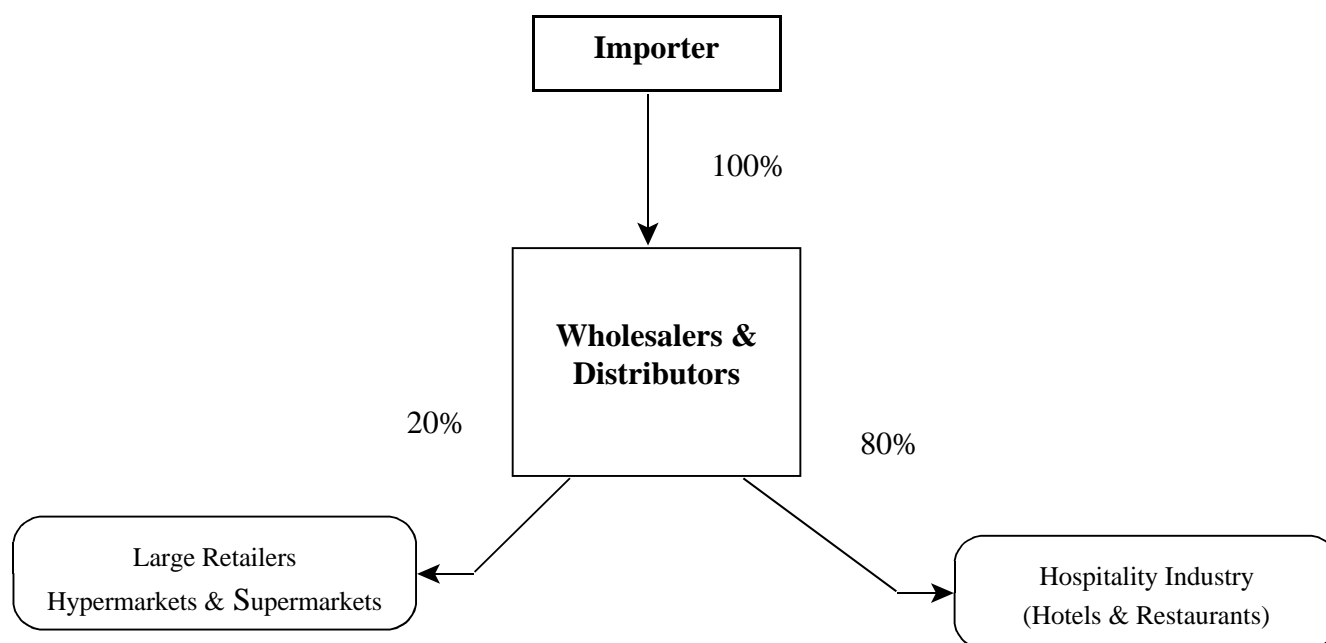 Importer
100%
Wholesalers &
Distributors
20%
80%
Large Retailers
Hypermarkets & Supermarkets
Hospitality Industry
(Hotels & Restaurants)